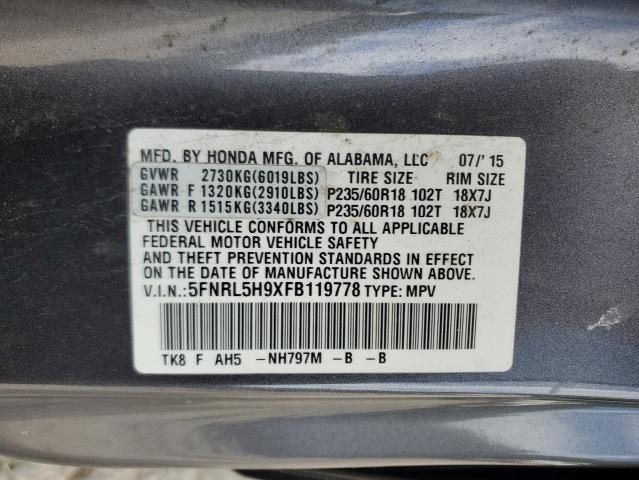 MFD. BY HONDA MFG. OF ALABAMA, LLC 07/'15
GVWR 2730KG(6019LBS) TIRE SIZE RIM SIZE
GAWR F 1320KG(2910LBS) P235/60R18 102T 18X7J
GAWR R 1515KG(3340LBS) P235/60R18 102T 18X7J
THIS VEHICLE CONFORMS TO ALL APPLICABLE
FEDERAL MOTOR VEHICLE SAFETY
AND THEFT PREVENTION STANDARDS IN EFFECT
ON THE DATE OF MANUFACTURE SHOWN ABOVE.
V.I.N.:5FNRL5H9XFB119778 TYPE: MPV
TK8 F AH5 -NH797M -B -B